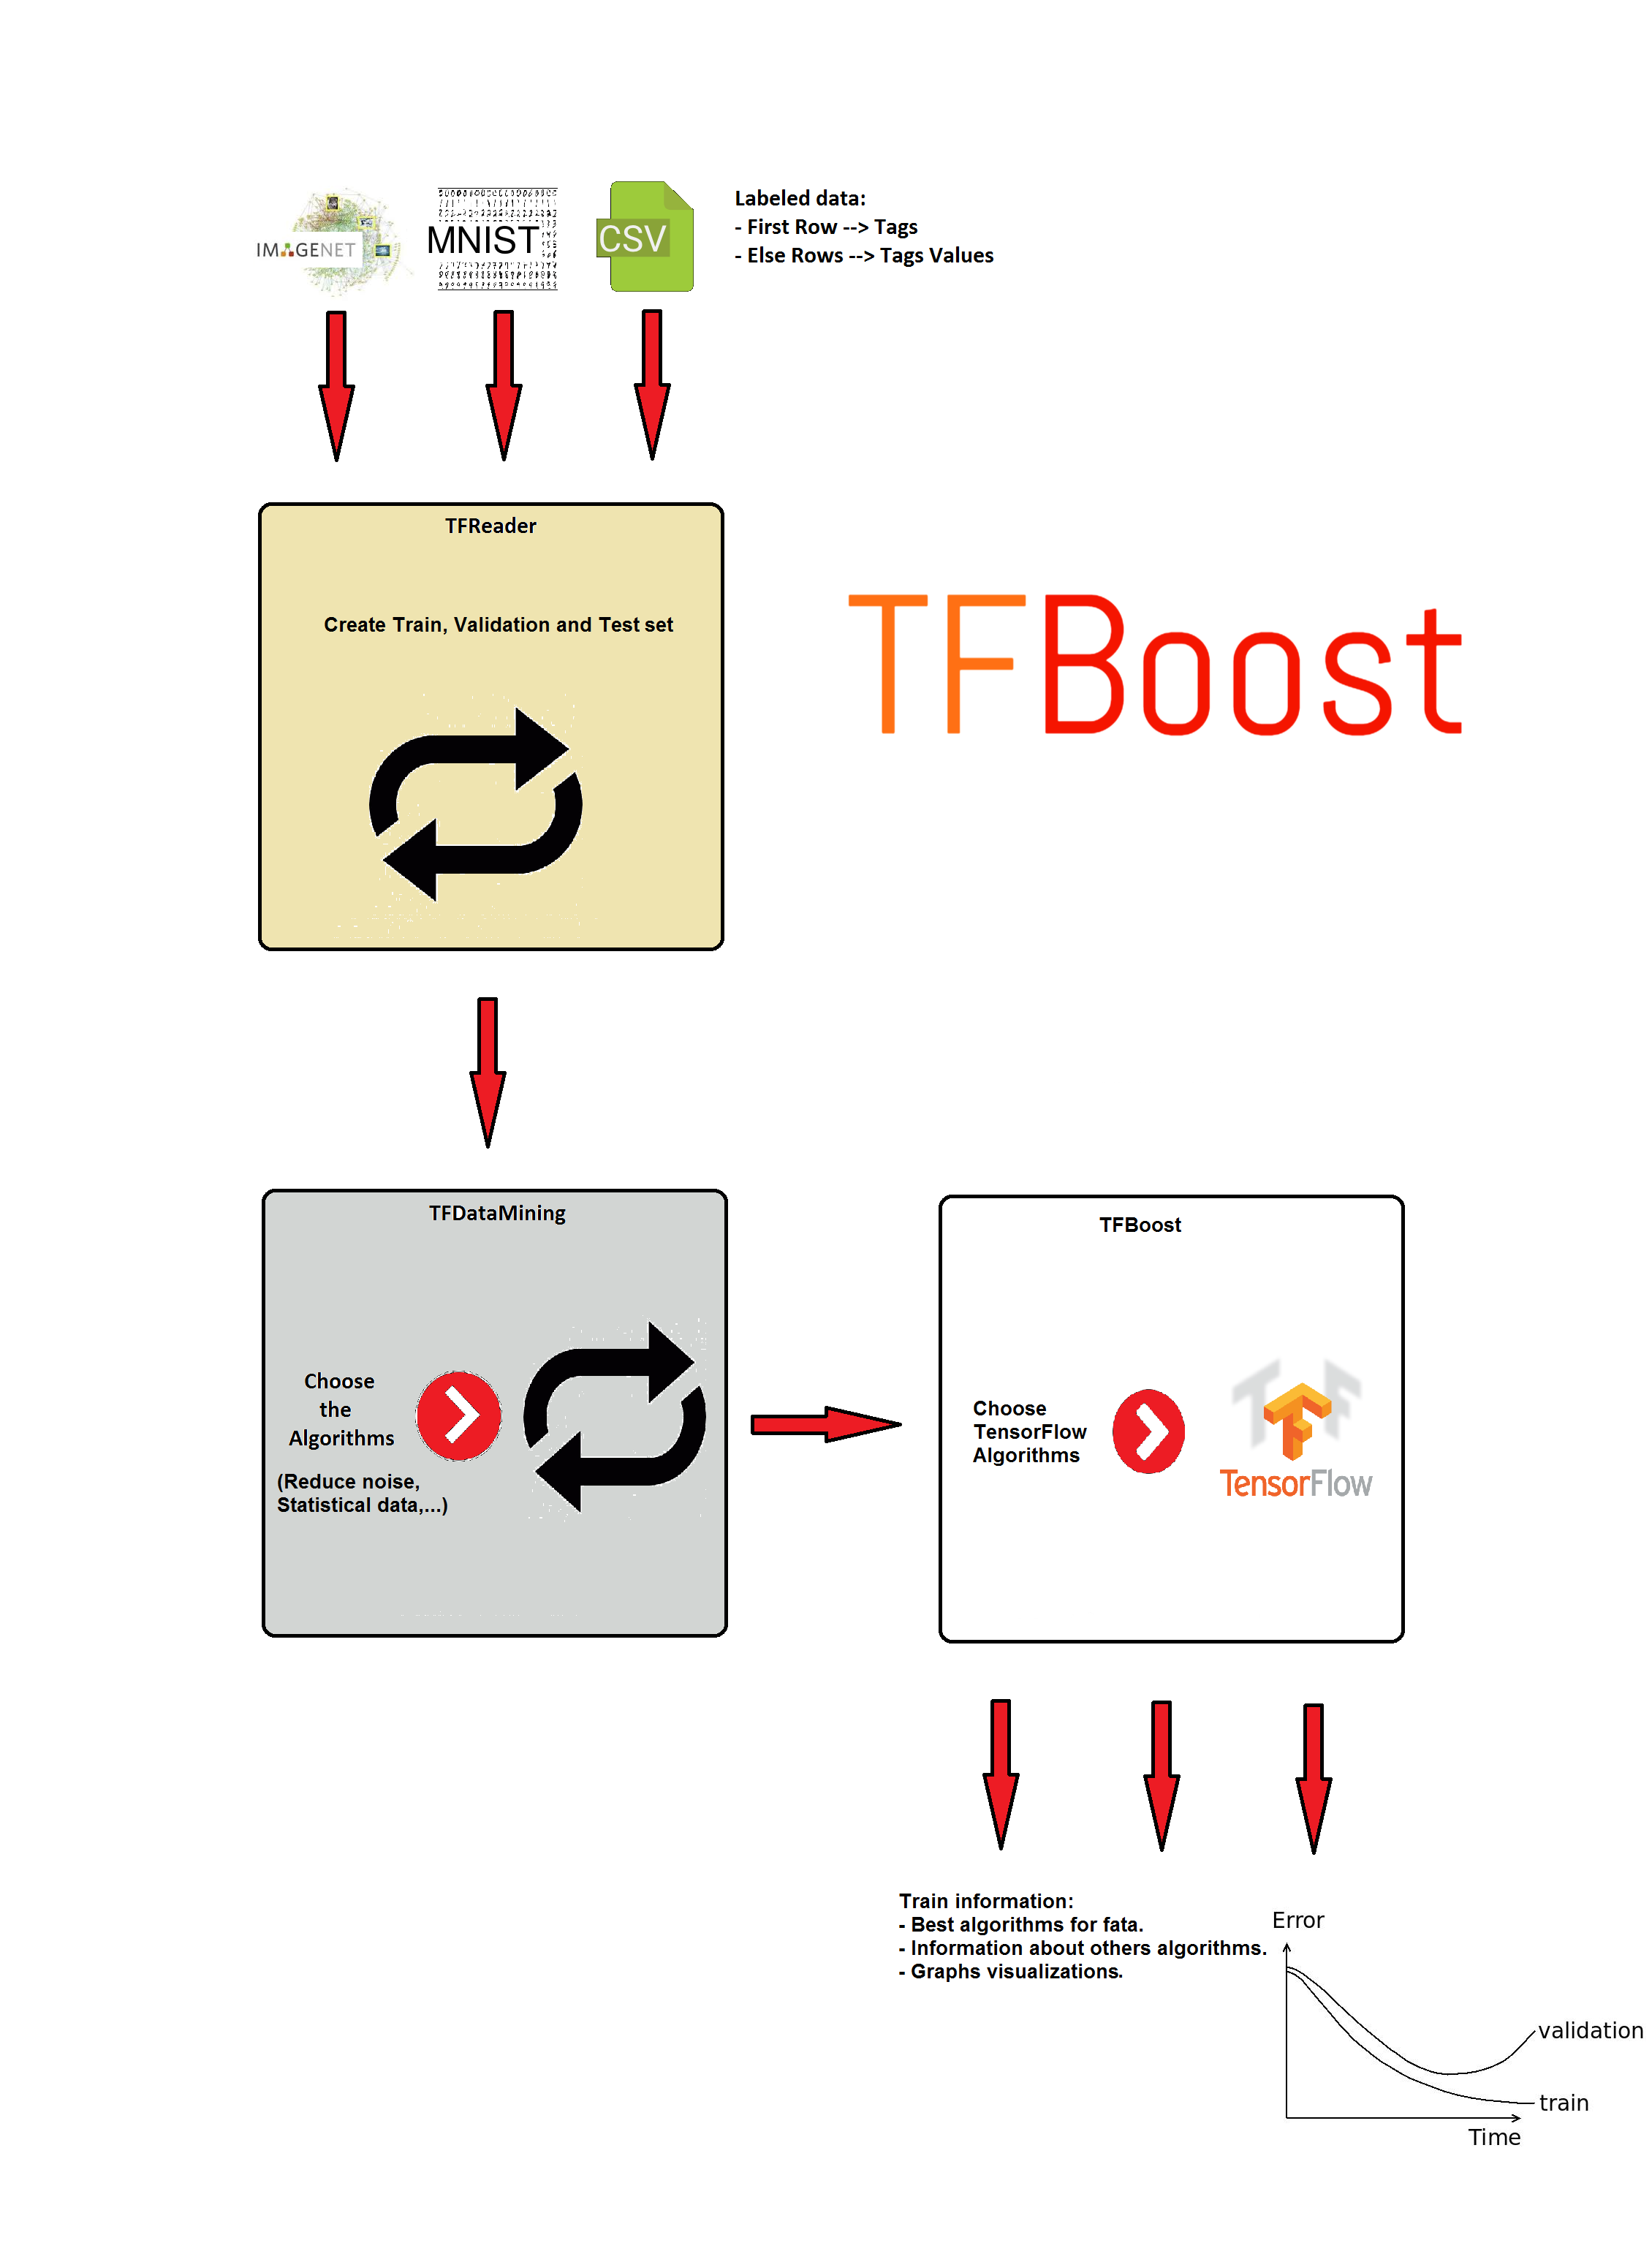 IMAGENET
MNIST
CSV
Labeled data:
- First Row --> Tags
- Else Rows --> Tags Values
TFReader
Create Train, Validation and Test set
TFBoost
TFDataMining
Choose
the
Algorithms
(Reduce noise,
Statistical data,...)
TFBoost
Choose
TensorFlow
Algorithms
TensorFlow
Train information:
- Best algorithms for fata.
- Information about others algorithms.
- Graphs visualizations.
Error
validation
train
Time